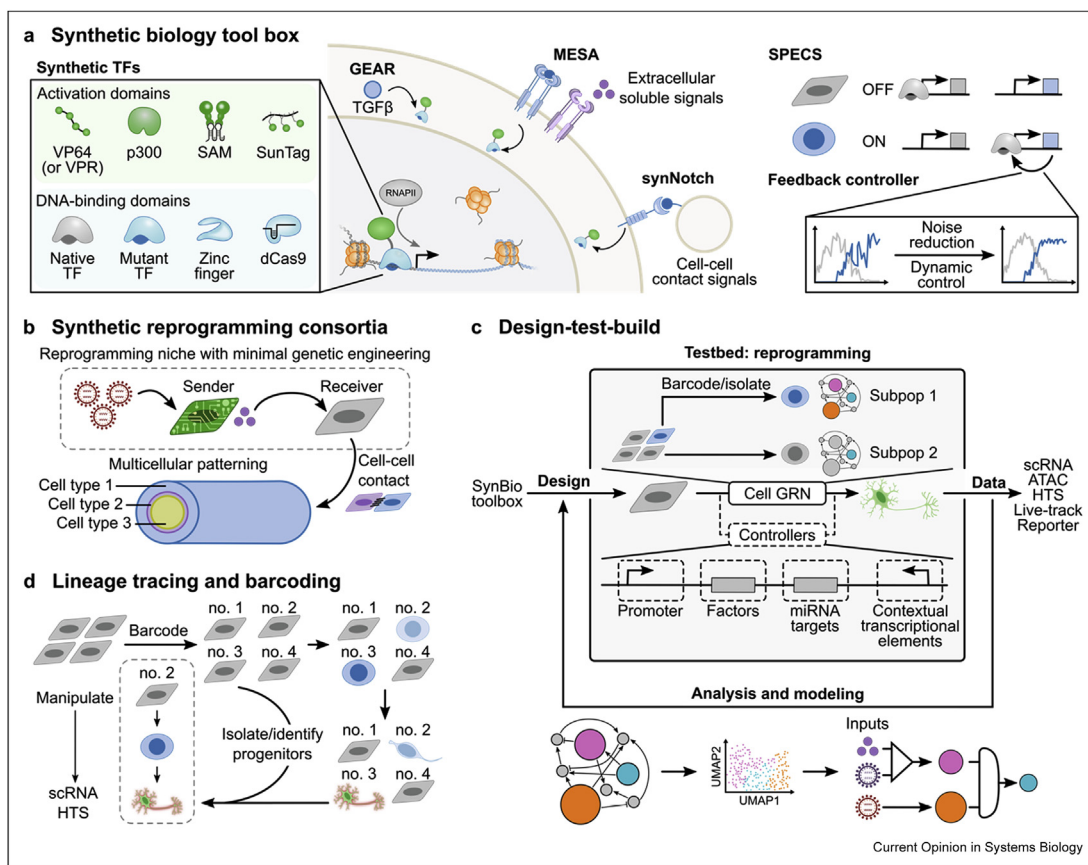 a Synthetic biology tool box
Synthetic TFs
Activation domains
VP64
(or VPR)
p300
SAM
SunTag
DNA-binding domains
Native
TF
Mutant
TF
Zinc
finger
dCas9
GEAR
TGFβ
RNAPII
MESA
Extracellular
soluble signals
synNotch
Cell-cell
contact signals
SPECS
OFF
ON
Feedback controller
Noise
reduction
Dynamic
control
b Synthetic reprogramming consortia
Reprogramming niche with minimal genetic engineering
Sender
Receiver
Multicellular patterning
Cell type 1
Cell type 2
Cell type 3
Cell-cell
contact
c Design-test-build
Testbed: reprogramming
Barcode/isolate
Subpop 1
Subpop 2
SynBio
toolbox
Design
Cell GRN
Controllers
Data
scRNA
ATAC
HTS
Live-track
Reporter
Promoter
Factors
miRNA
targets
Contextual
transcriptional
elements
Analysis and modeling
UMAP2
UMAP1
Inputs
d Lineage tracing and barcoding
Barcode
no. 1
no. 2
no. 3
no. 4
no. 1
no. 2
no. 3
no. 4
no. 2
Manipulate
scRNA
HTS
Isolate/identify
progenitors
no. 1
no. 2
no. 3
no. 4
Current Opinion in Systems Biology